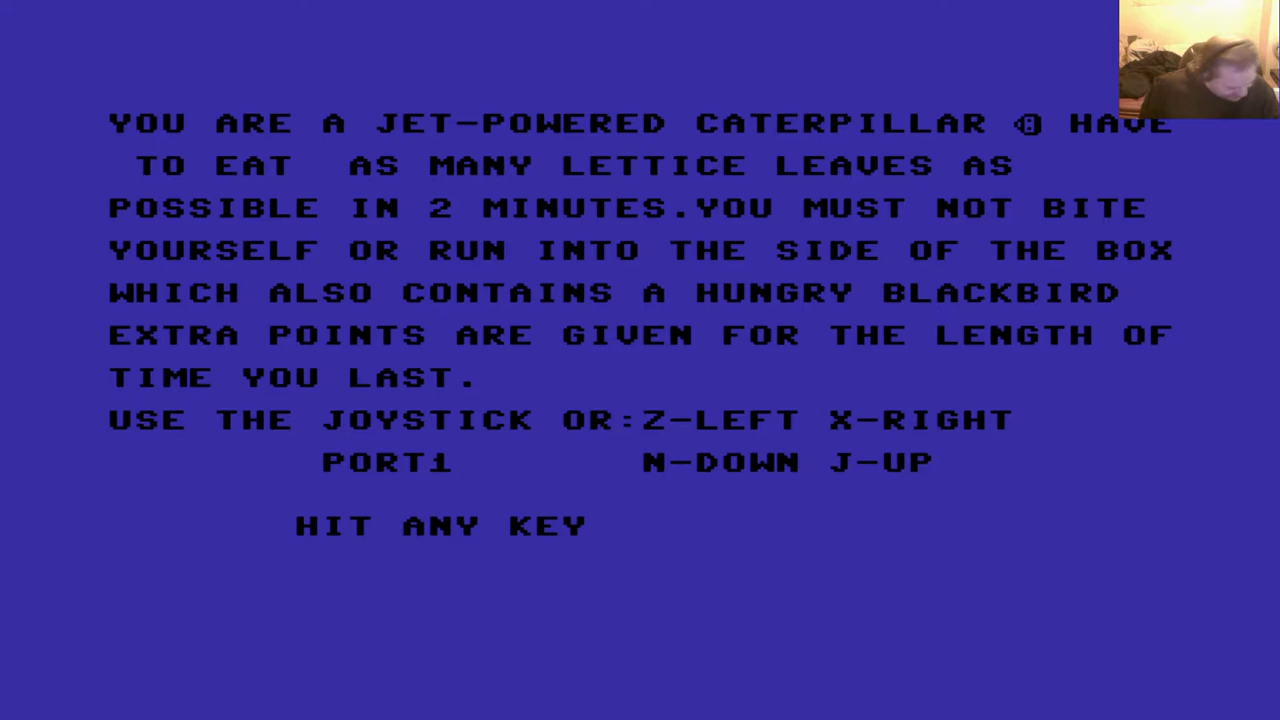 YOU ARE A JET-POWERED CATERPILLAR HAVE
TO EAT AS MANY LETTICE LEAVES AS
POSSIBLE IN 2 MINUTES.YOU MUST NOT BITE
YOURSELF OR RUN INTO THE SIDE OF THE BOX
WHICH ALSO CONTAINS A HUNGRY BLACKBIRD
EXTRA POINTS ARE GIVEN FOR THE LENGTH OF
TIME YOU LAST.
USE THE JOYSTICK OR:Z-LEFT X-RIGHT
PORT1 N-DOWN J-UP
HIT ANY KEY